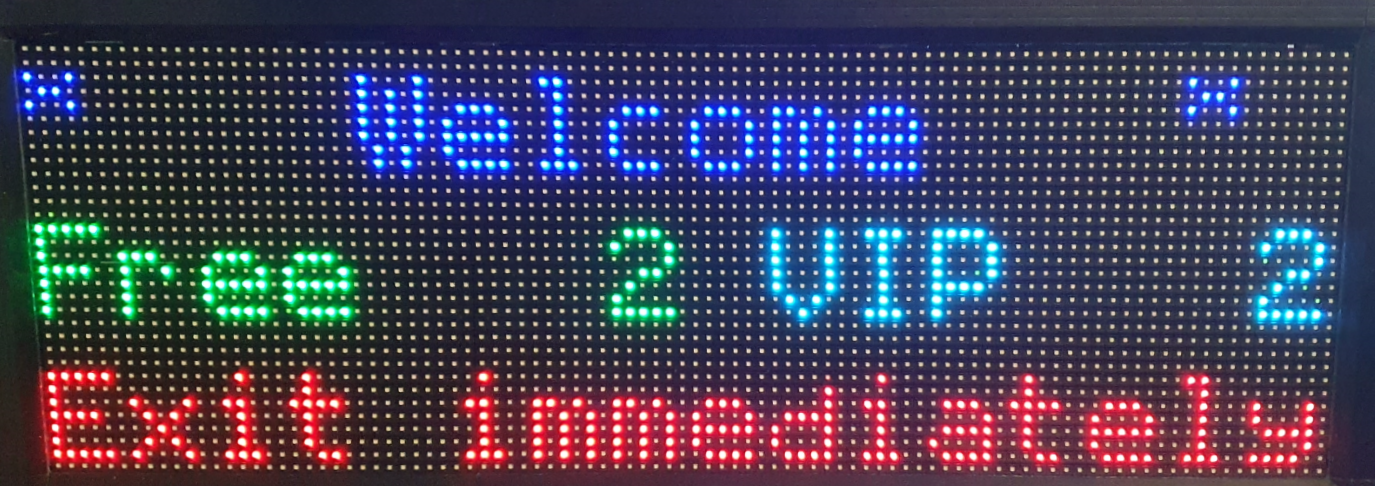 * Welcome *
Free 2 VIP 2
Exit immediately